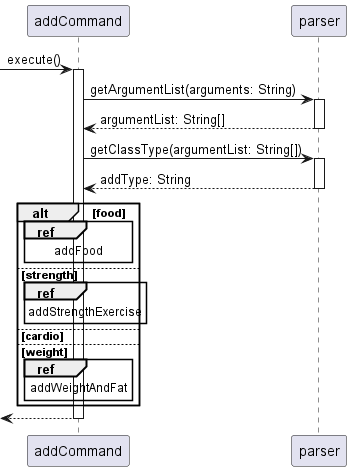 addCommand
parser
execute()
getArgumentList(arguments: String)
argumentList: String[]
getClassType(argumentList: String[])
addType: String
alt [food]
ref
addFood
[strength]
ref
addStrengthExercise
[cardio]
[weight]
ref
addWeightAndFat
addCommand
parser